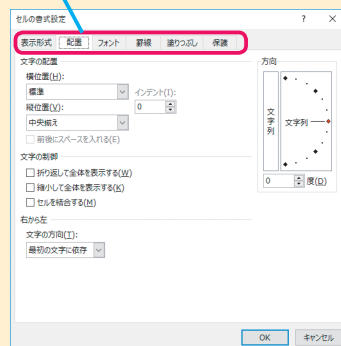 セルの書式設定 ? ×
表示形式 配置 フォント 罫線 塗りつぶし 保護
文字の配置
横位置(H):
標準
インデント(I):
0
縦位置(V):
中央揃え
前後にスペースを入れる(E)
文字の制御
折り返して全体を表示する(W)
縮小して全体を表示する(K)
セルを結合する(M)
右から左
文字の方向(T):
最初の文字に依存
方向
文字列
文字列
0 度(D)
OK キャンセル